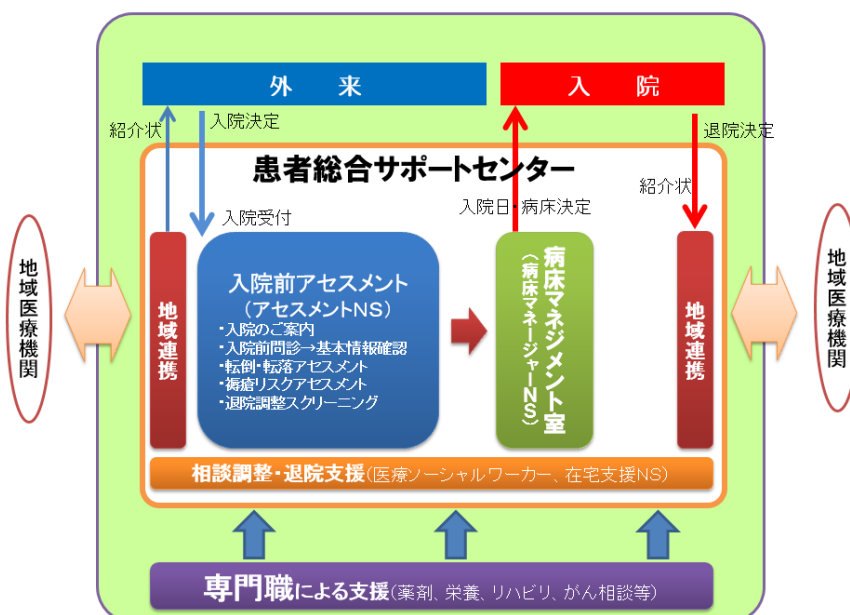 外　来
入　院
紹介状
入院決定
退院決定
患者総合サポートセンター
紹介状
入院受付
入院日・病床決定
地域医療機関
地域連携
入院前アセスメント
(アセスメントNS)
・入院のご案内
・入院前問診→基本情報確認
・転倒・転落アセスメント
・褥瘡リスクアセスメント
・退院調整スクリーニング
病床マネジメント室
(病床マネージャーNS)
地域連携
地域医療機関
相談調整・退院支援(医療ソーシャルワーカー、在宅支援NS)
専門職による支援(薬剤、栄養、リハビリ、がん相談等)